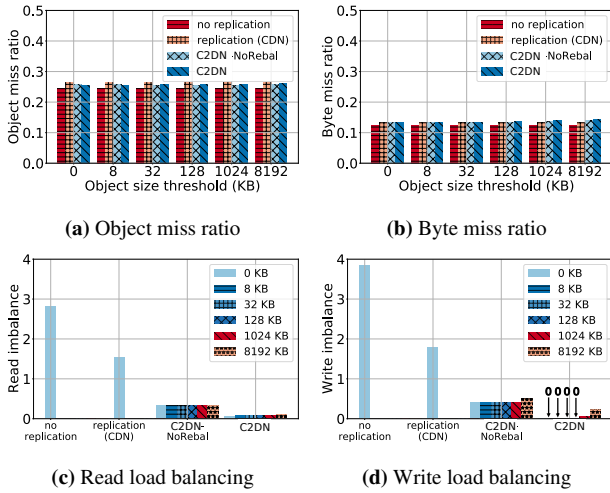 0.5
0.4
0.3
0.2
0.1
0.0
Object miss ratio
no replication
replication (CDN)
C2DN -NoRebal
C2DN
0 8 32 128 1024 8192
Object size threshold (KB)
(a) Object miss ratio
0.5
0.4
0.3
0.2
0.1
0.0
Byte miss ratio
no replication
replication (CDN)
C2DN ·NoRebal
C2DN
0 8 32 128 1024 8192
Object size threshold (KB)
(b) Byte miss ratio
4
3
2
1
0
Read imbalance
0 KB
8 KB
32 KB
128 KB
1024 KB
8192 KB
no
replication
replication
(CDN)
C2DN-
NoRebal
C2DN
(c) Read load balancing
4
3
2
1
0
Write imbalance
0 KB
8 KB
32 KB
128 KB
1024 KB
8192 KB
0 0 0 0
no
replication
replication
(CDN)
C2DN·
NoRebal
C2DN
(d) Write load balancing